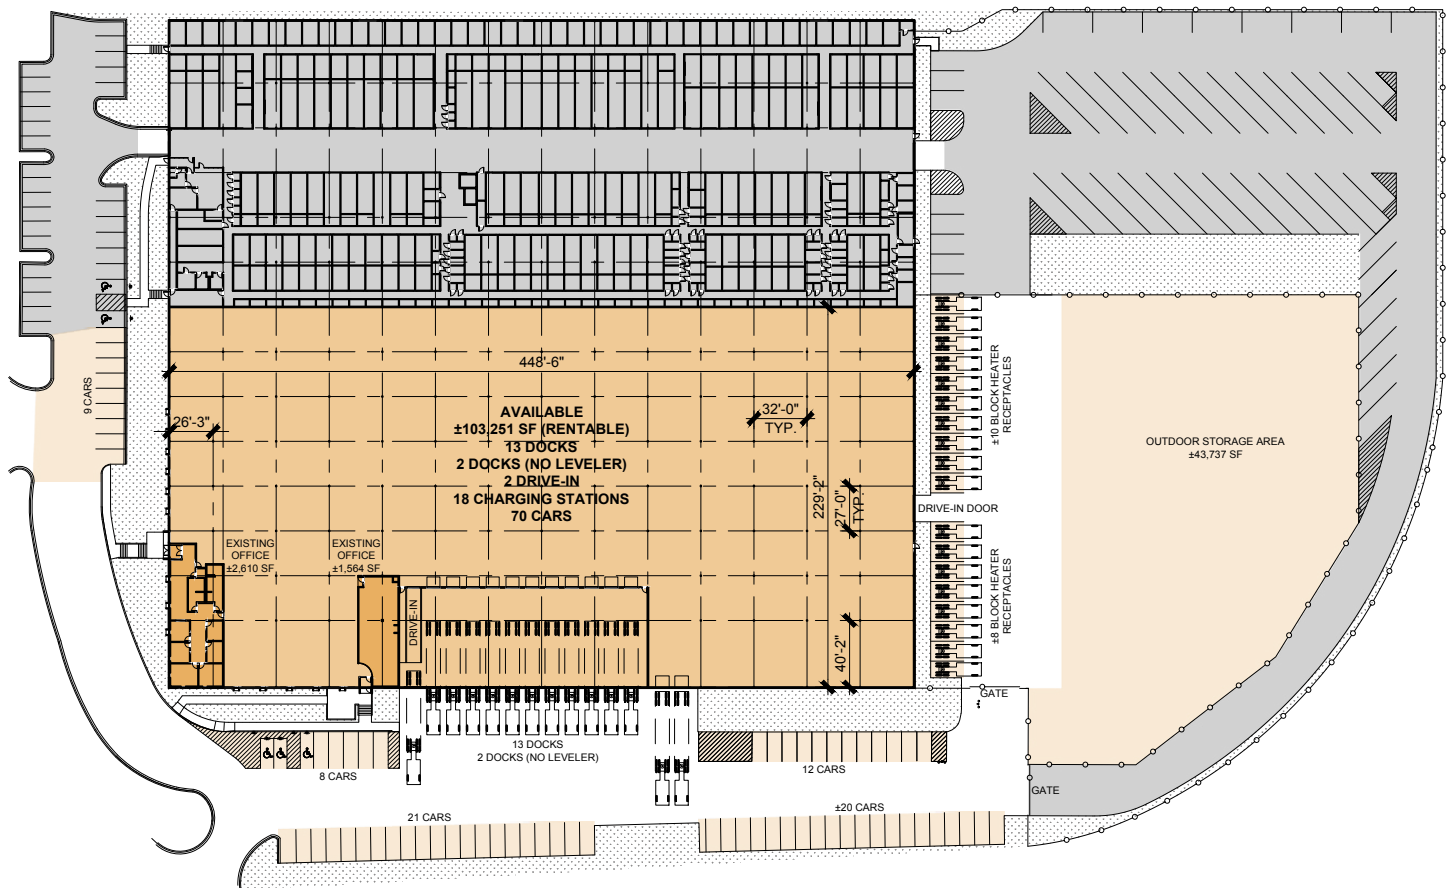 448'-6"
9 CARS
26'-3"
AVAILABLE
±103,251 SF (RENTABLE)
13 DOCKS
2 DOCKS (NO LEVELER)
2 DRIVE-IN
18 CHARGING STATIONS
70 CARS
32'-0"
TYP.
229'-2"
27'-0"
TYP.
±10 BLOCK HEATER
RECEPTACLES
OUTDOOR STORAGE AREA
±43,737 SF
DRIVE-IN DOOR
EXISTING
OFFICE
±2,610 SF
EXISTING
OFFICE
±1,564 SF
DRIVE-IN
40'-2"
±8 BLOCK HEATER
RECEPTACLES
GATE
13 DOCKS
2 DOCKS (NO LEVELER)
8 CARS
12 CARS
GATE
21 CARS
±20 CARS